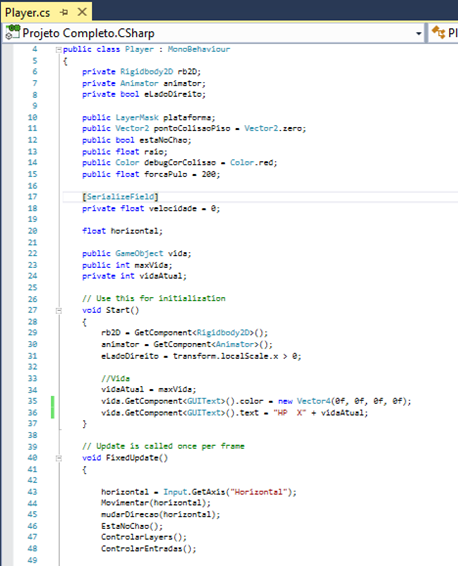 Player.cs
Projeto Completo.CSharp
4 public class Player : MonoBehaviour
5 {
6 private Rigidbody2D rb2D;
7 private Animator animator;
8 private bool eLadoDireito;
9
10 public LayerMask plataforma;
11 public Vector2 pontoColisaoPiso = Vector2.zero;
12 public bool estaNoChao;
13 public float raio;
14 public Color debugCorColisao = Color.red;
15 public float forcaPulo = 200;
16
17 [SerializeField]
18 private float velocidade = 0;
19
20 float horizontal;
21
22 public GameObject vida;
23 public int maxVida;
24 private int vidaAtual;
25
26 // Use this for initialization
27 void Start()
28 {
29 rb2D = GetComponent<Rigidbody2D>();
30 animator = GetComponent<Animator>();
31 eLadoDireito = transform.localScale.x > 0;
32
33 //Vida
34 vidaAtual = maxVida;
35 vida.GetComponent<GUIText>().color = new Vector4(0f, 0f, 0f, 0f);
36 vida.GetComponent<GUIText>().text = "HP  X" + vidaAtual;
37 }
38
39 // Update is called once per frame
40 void FixedUpdate()
41 {
42
43 horizontal = Input.GetAxis("Horizontal");
44 Movimentar(horizontal);
45 mudarDirecao(horizontal);
46 EstaNoChao();
47 ControlarLayers();
48 ControlarEntradas();
49